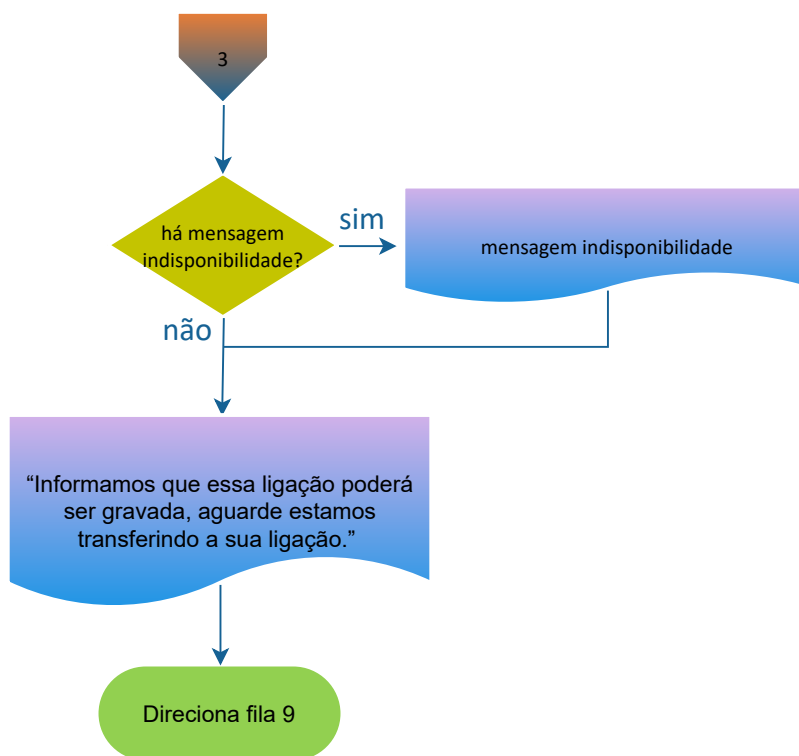 3
há mensagem
indisponibilidade?
sim
mensagem indisponibilidade
não
“Informamos que essa ligação poderá
ser gravada, aguarde estamos
transferindo a sua ligação.”
Direciona fila 9